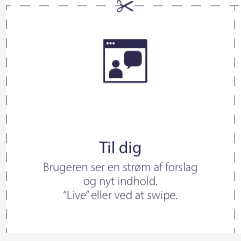 Til dig
Brugeren ser en strøm af forslag
og nyt indhold.
“Live” eller ved at swipe.